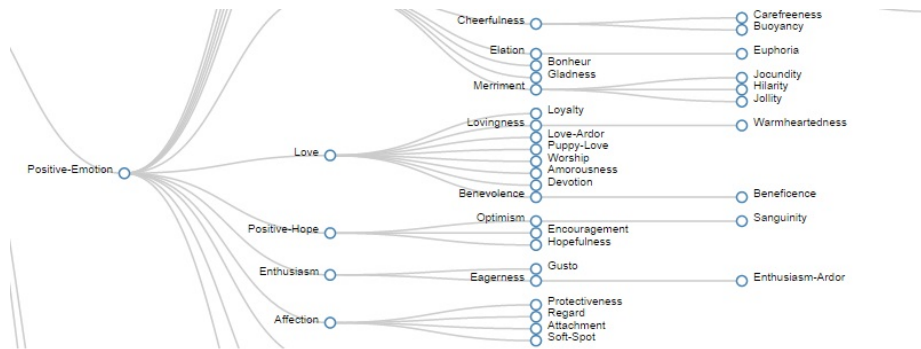 Cheerfulness
Carefreeness
Buoyancy
Elation
Euphoria
Bonheur
Gladness
Merriment
Jocundity
Hilarity
Jollity
Loyalty
Lovingness
Warmheartedness
Love-Ardor
Puppy-Love
Love
Worship
Amorousness
Positive-Emotion
Devotion
Benevolence
Beneficence
Optimism
Sanguinity
Positive-Hope
Encouragement
Hopefulness
Gusto
Enthusiasm
Eagerness
Enthusiasm-Ardor
Protectiveness
Regard
Affection
Attachment
Soft-Spot